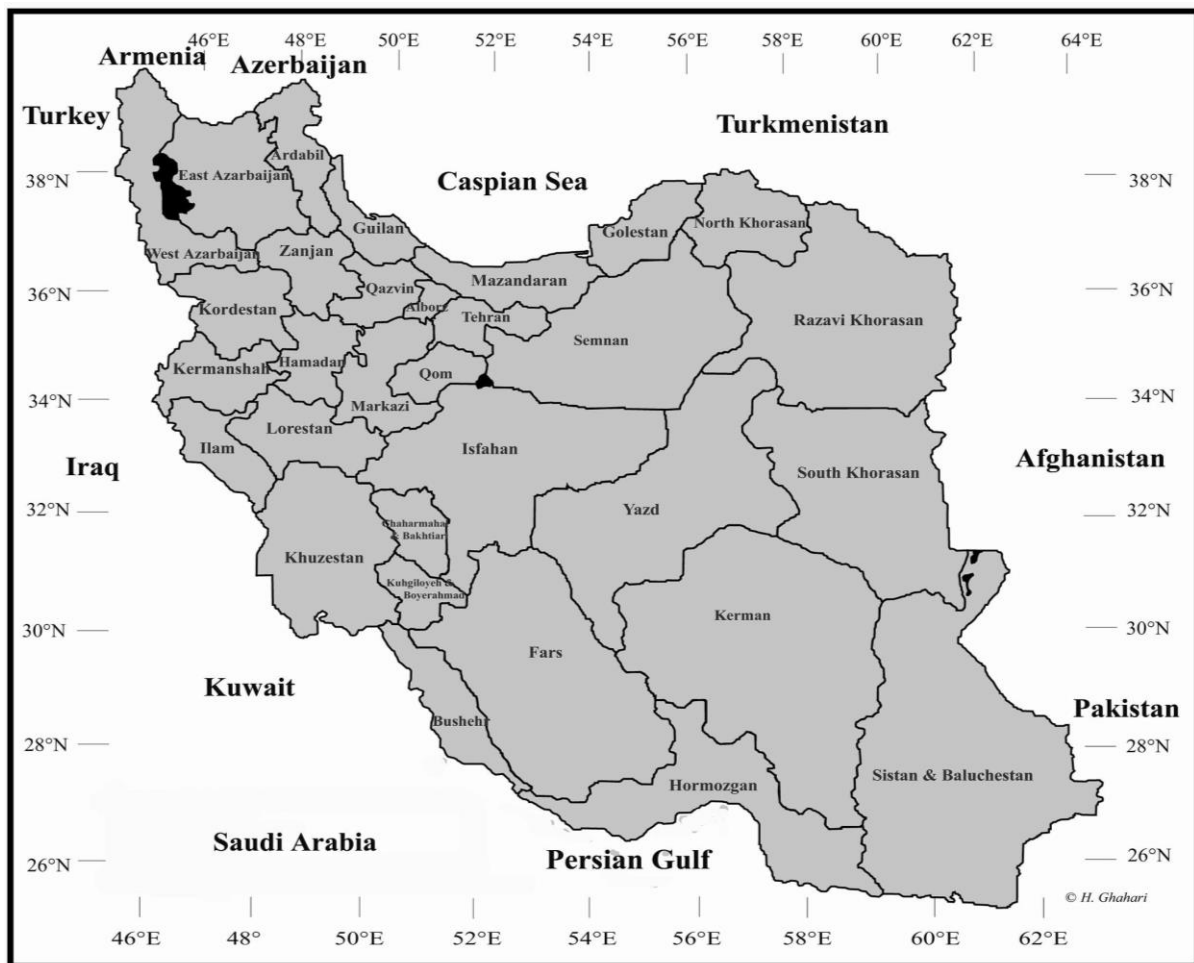 46°E 48°E 50°E 52°E 54°E 56°E 58°E 60°E 62°E 64°E
Armenia
Azerbaijan
Turkey
Turkmenistan
Caspian Sea
38°N
38°N
Ardabil
East Azarbaijan
Guilan
Golestan
North Khorasan
West Azarbaijan
Zanjan
Mazandaran
Qazvin
36°N
36°N
Kordestan
Alborz
Tehran
Semnan
Razavi Khorasan
Kermanshah
Hamadan
Qom
34°N
34°N
Markazi
Lorestan
Ilam
Isfahan
Iraq
Afghanistan
South Khorasan
32°N
32°N
Yazd
Chaharmahal
& Bakhtiar
Khuzestan
Kuhgiloyeh &
Boyerahmad
Kerman
30°N
30°N
Fars
Kuwait
Bushehr
Pakistan
28°N
28°N
Sistan & Baluchestan
Hormozgan
Saudi Arabia
Persian Gulf
26°N
26°N
© H. Ghahari
46°E 48° 50°E 52°E 54°E 56°E 58°E 60°E 62°E